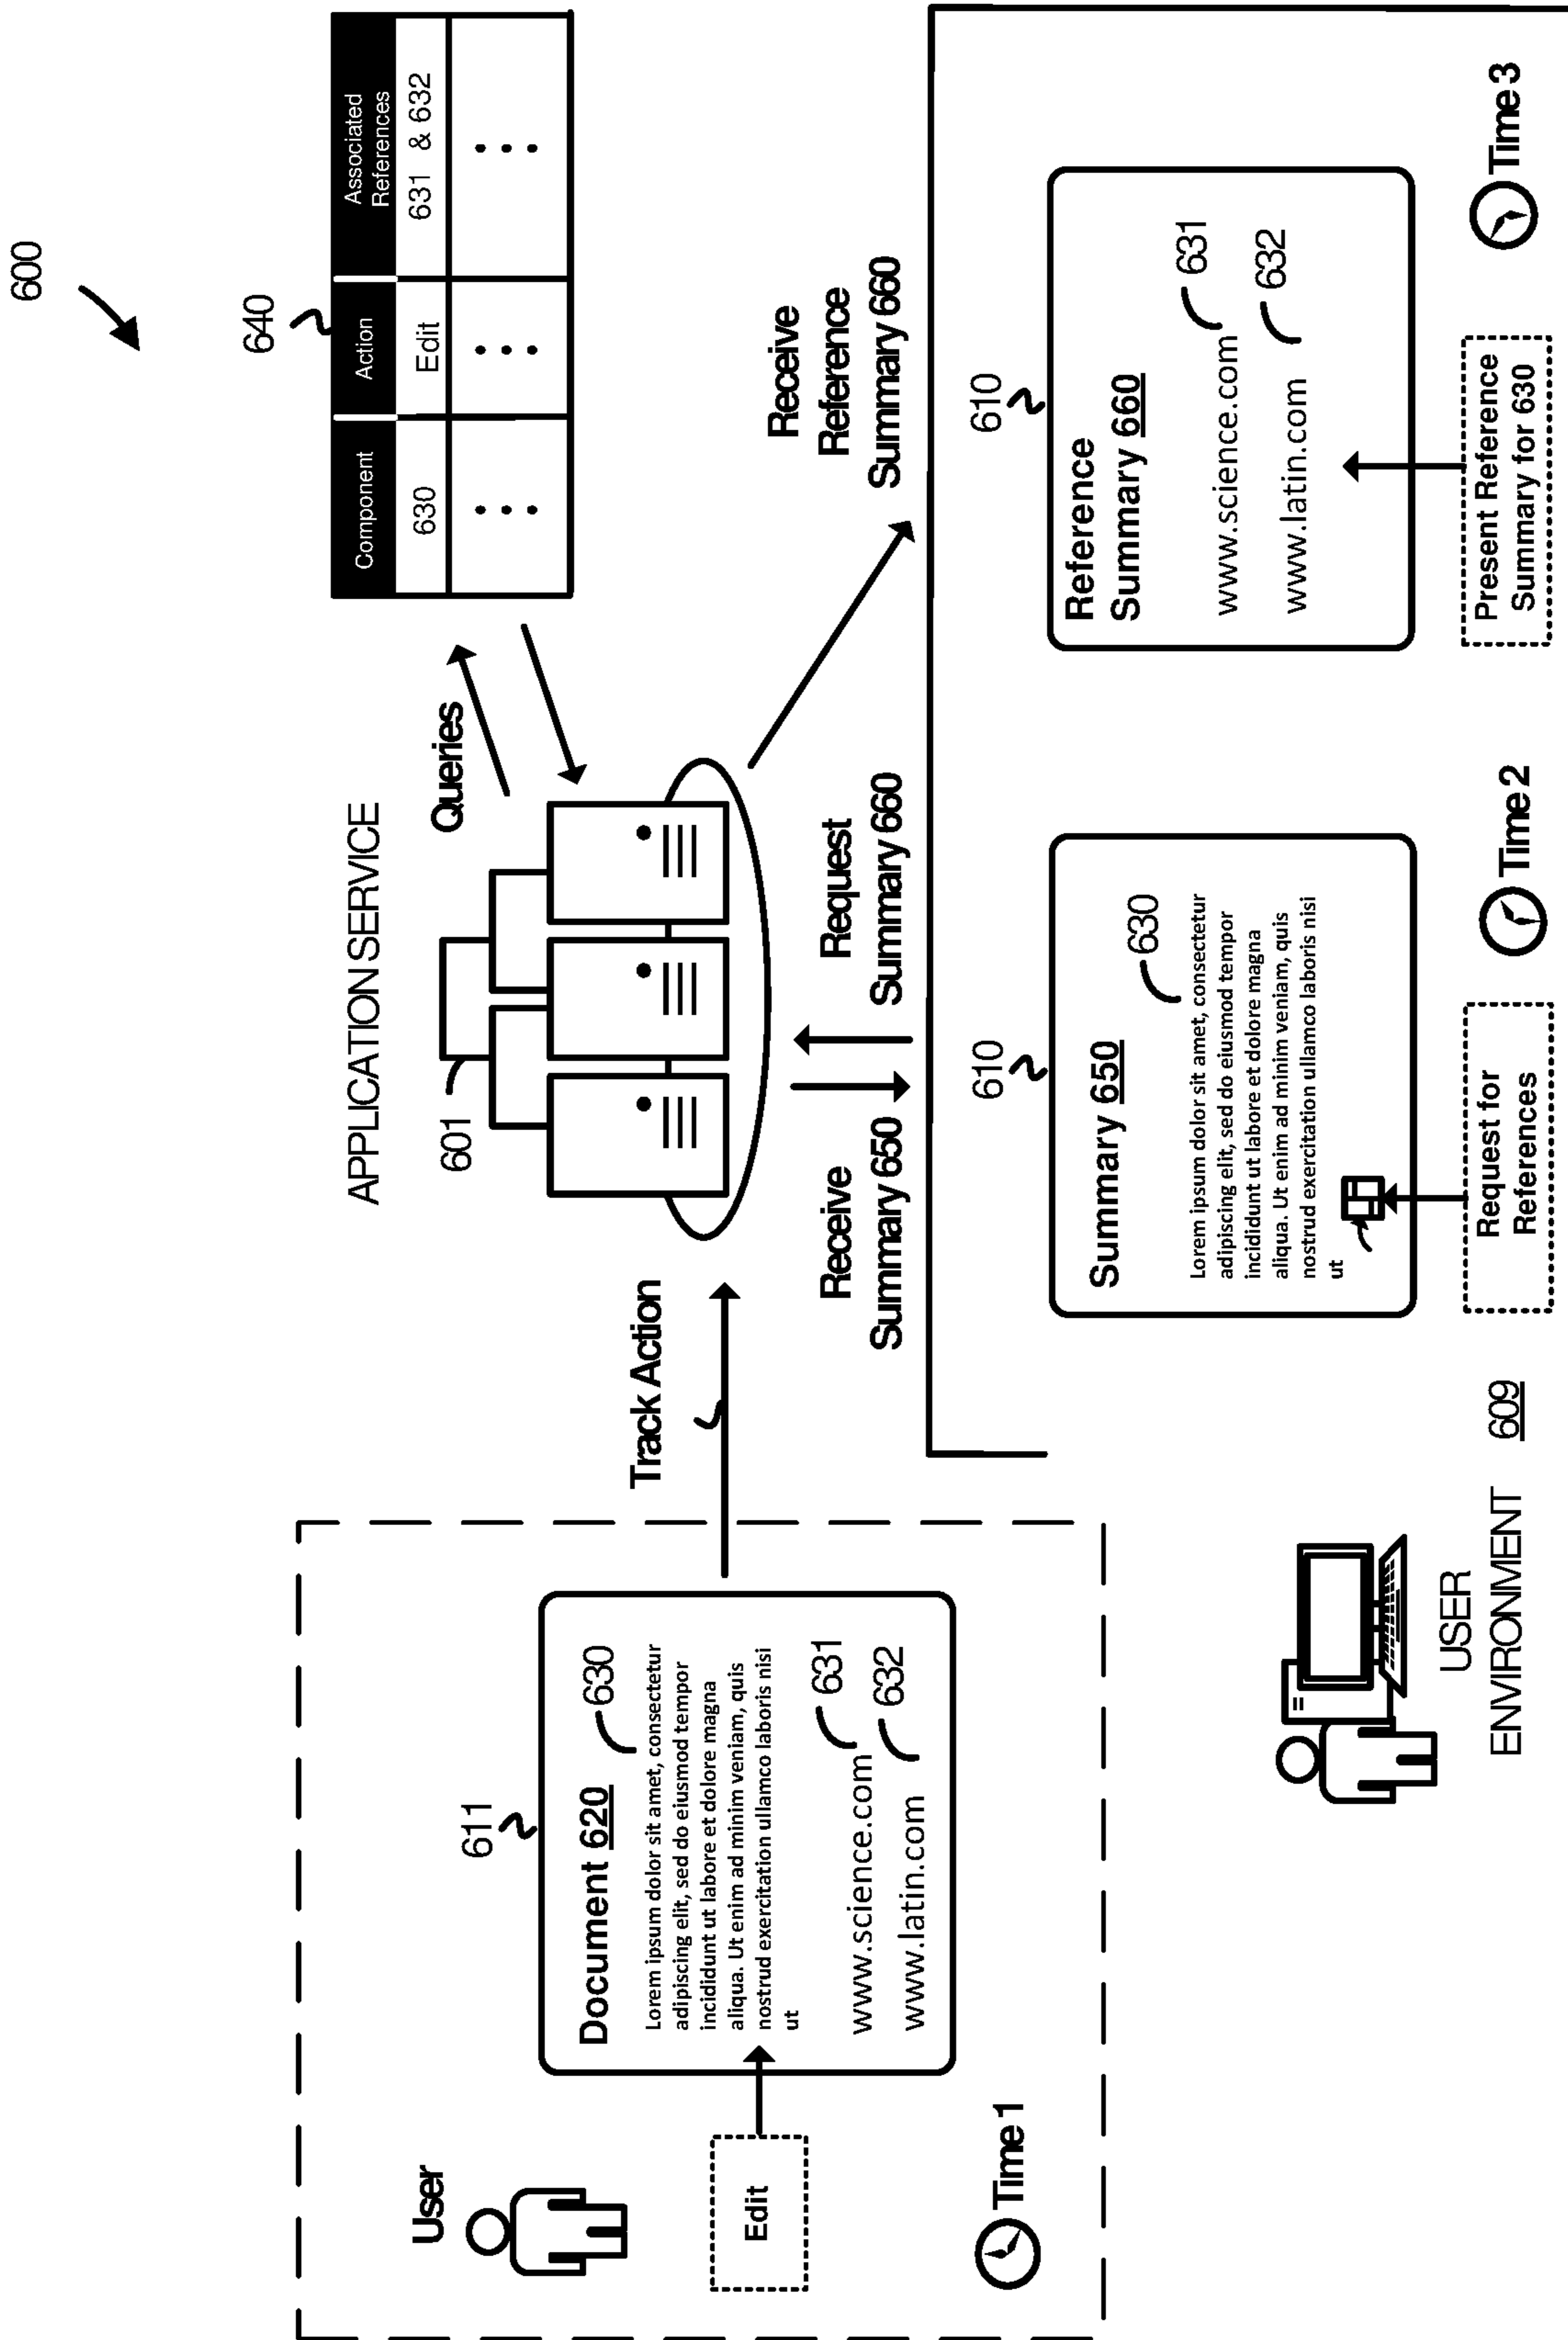 600
640
Component
Action
Associated
References
630
Edit
631 & 632
APPLICATION SERVICE
601
Queries
User
611
Document 620
630
Lorem ipsum dolor sit amet, consectetur
adipiscing elit, sed do eiusmod tempor
incididunt ut labore et dolore magna
aliqua. Ut enim ad minim veniam, quis
nostrud exercitation ullamco laboris nisi
ut
www.science.com
631
www.latin.com
632
Edit
Time 1
Track Action
Receive
Summary 650
Request
Summary 660
Receive
Reference
Summary 660
610
Summary 650
630
Lorem ipsum dolor sit amet, consectetur
adipiscing elit, sed do eiusmod tempor
incididunt ut labore et dolore magna
aliqua. Ut enim ad minim veniam, quis
nostrud exercitation ullamco laboris nisi
ut
Request for
References
Time 2
610
Reference
Summary 660
www.science.com
631
www.latin.com
632
Present Reference
Summary for 630
Time 3
USER
ENVIRONMENT 609